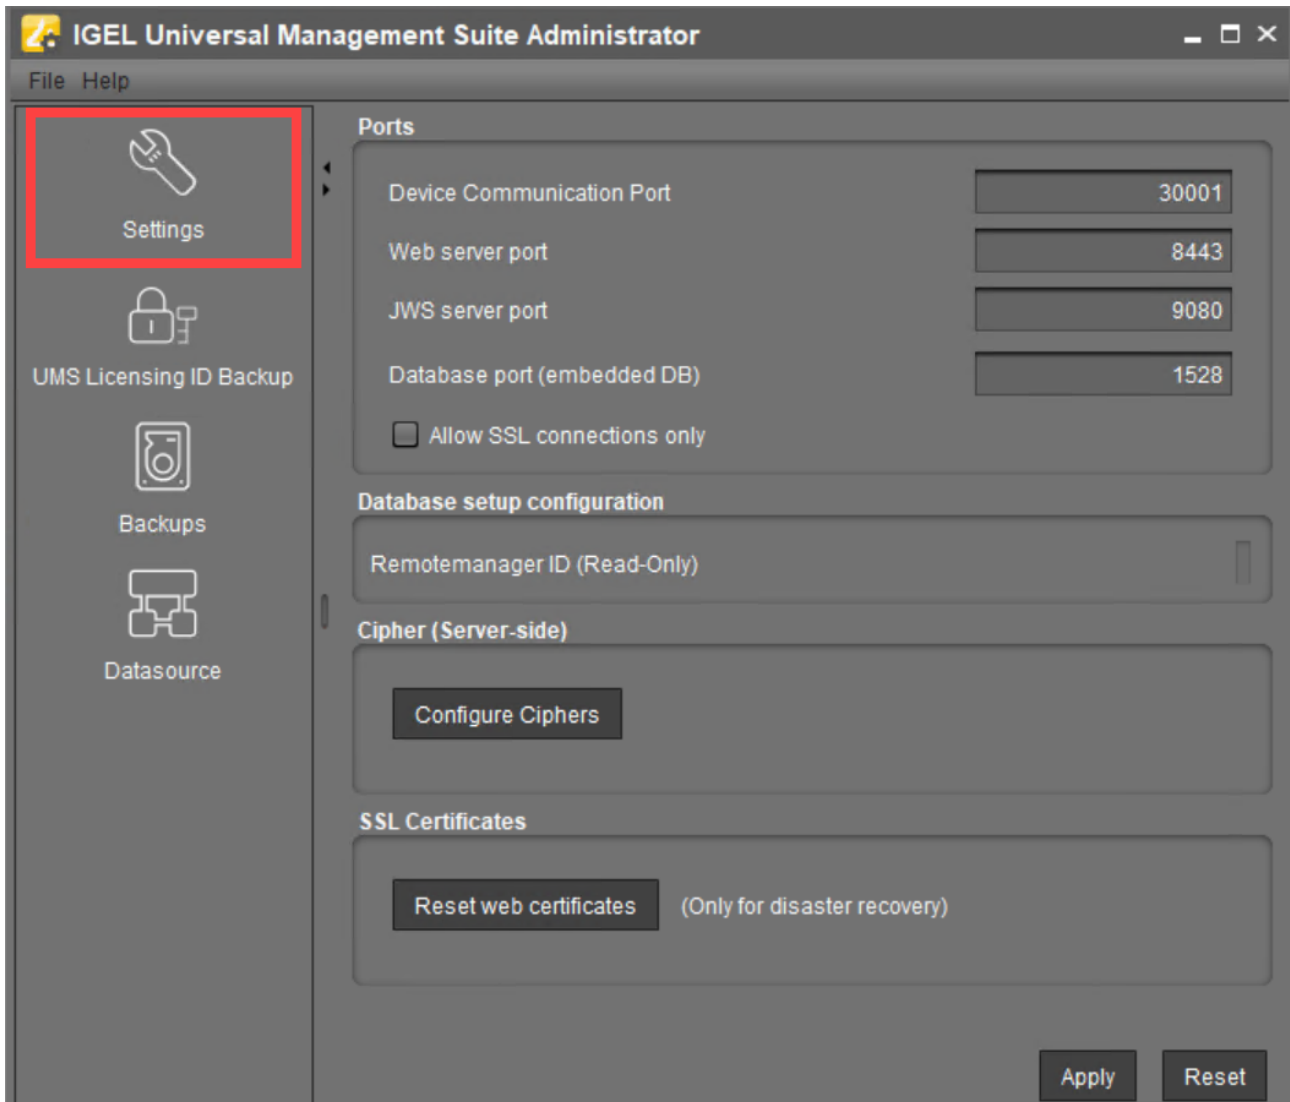 IGEL Universal Management Suite Administrator
File Help
Settings
UMS Licensing ID Backup
Backups
Datasource
Ports
Device Communication Port 30001
Web server port 8443
JWS server port 9080
Database port (embedded DB) 1528
Allow SSL connections only
Database setup configuration
Remotemanager ID (Read-Only)
Cipher (Server-side)
Configure Ciphers
SSL Certificates
Reset web certificates (Only for disaster recovery)
Apply Reset